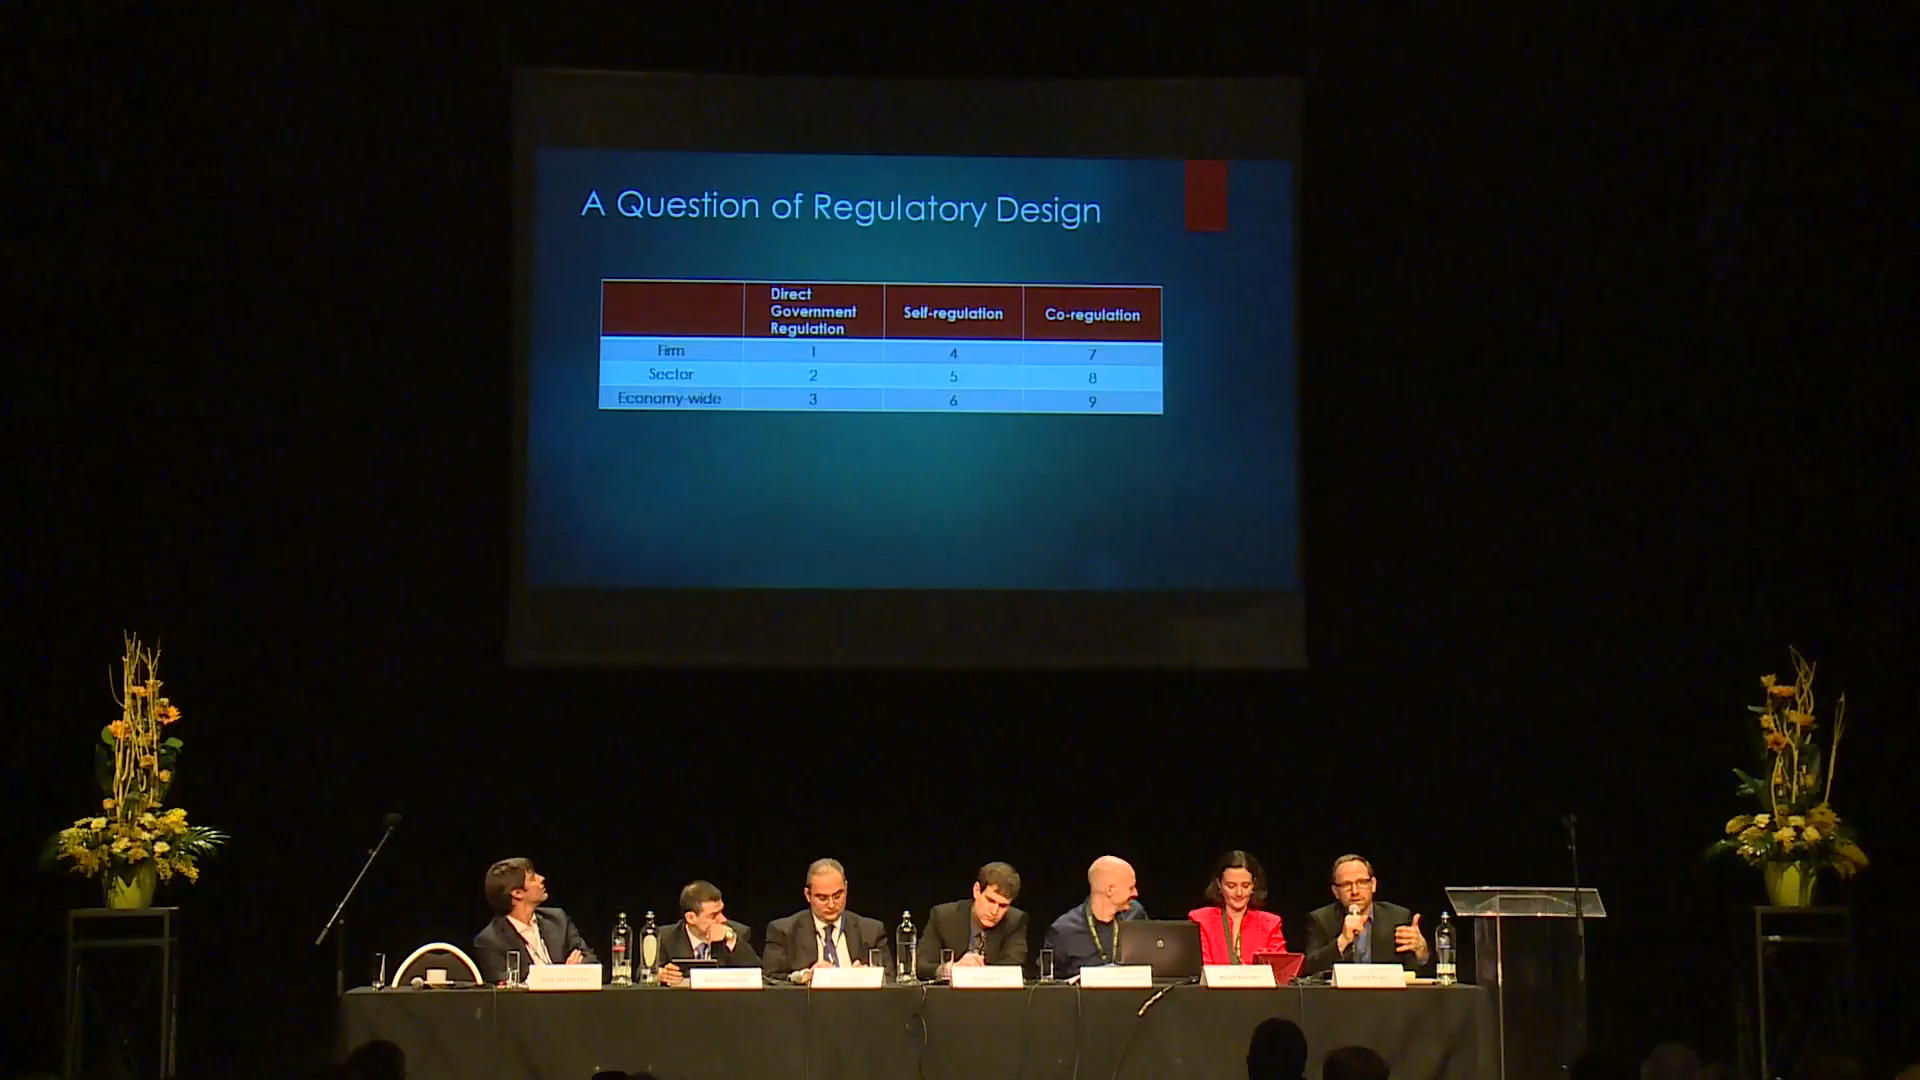 A Question of Regulatory Design
Direct
Government
Regulation
Self-regulation
Co-regulation
Firm 1 4 7
Sector 2 5 8
Economy-wide 3 6 9